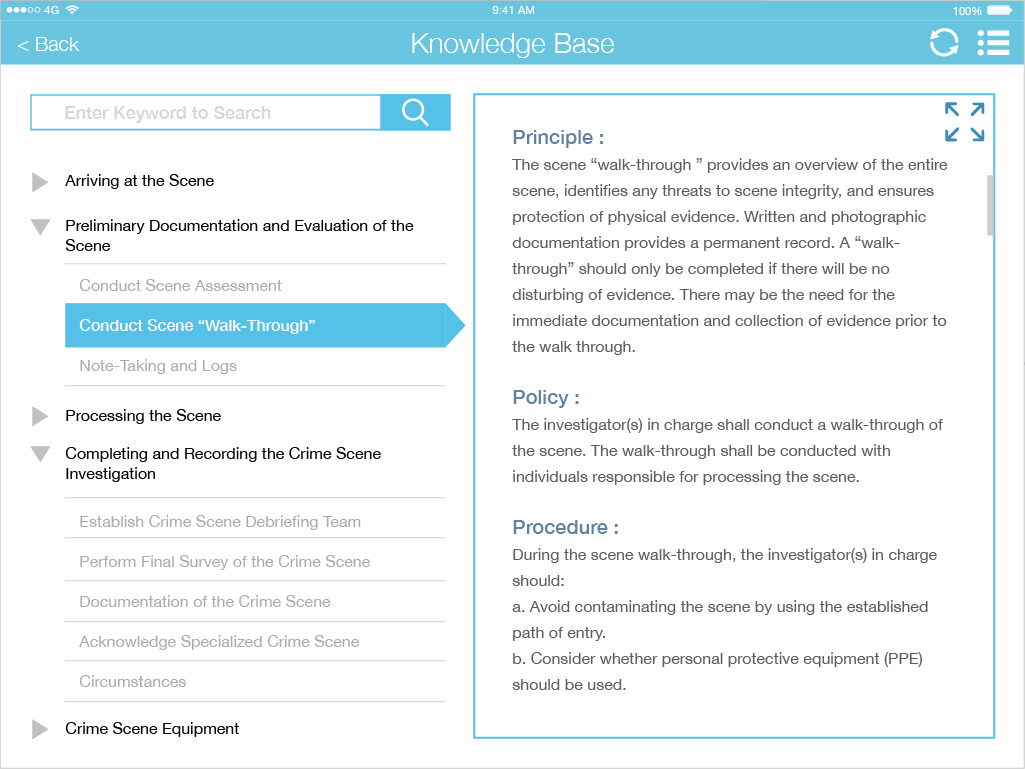 4G 9:41 AM 100%
< Back Knowledge Base
Enter Keyword to Search
Arriving at the Scene
Preliminary Documentation and Evaluation of the
Scene
Conduct Scene Assessment
Conduct Scene “Walk-Through”
Note-Taking and Logs
Processing the Scene
Completing and Recording the Crime Scene
Investigation
Establish Crime Scene Debriefing Team
Perform Final Survey of the Crime Scene
Documentation of the Crime Scene
Acknowledge Specialized Crime Scene
Circumstances
Crime Scene Equipment
Principle :
The scene “walk-through ” provides an overview of the entire
scene, identifies any threats to scene integrity, and ensures
protection of physical evidence. Written and photographic
documentation provides a permanent record. A “walk-
through” should only be completed if there will be no
disturbing of evidence. There may be the need for the
immediate documentation and collection of evidence prior to
the walk through.
Policy :
The investigator(s) in charge shall conduct a walk-through of
the scene. The walk-through shall be conducted with
individuals responsible for processing the scene.
Procedure :
During the scene walk-through, the investigator(s) in charge
should:
a. Avoid contaminating the scene by using the established
path of entry.
b. Consider whether personal protective equipment (PPE)
should be used.